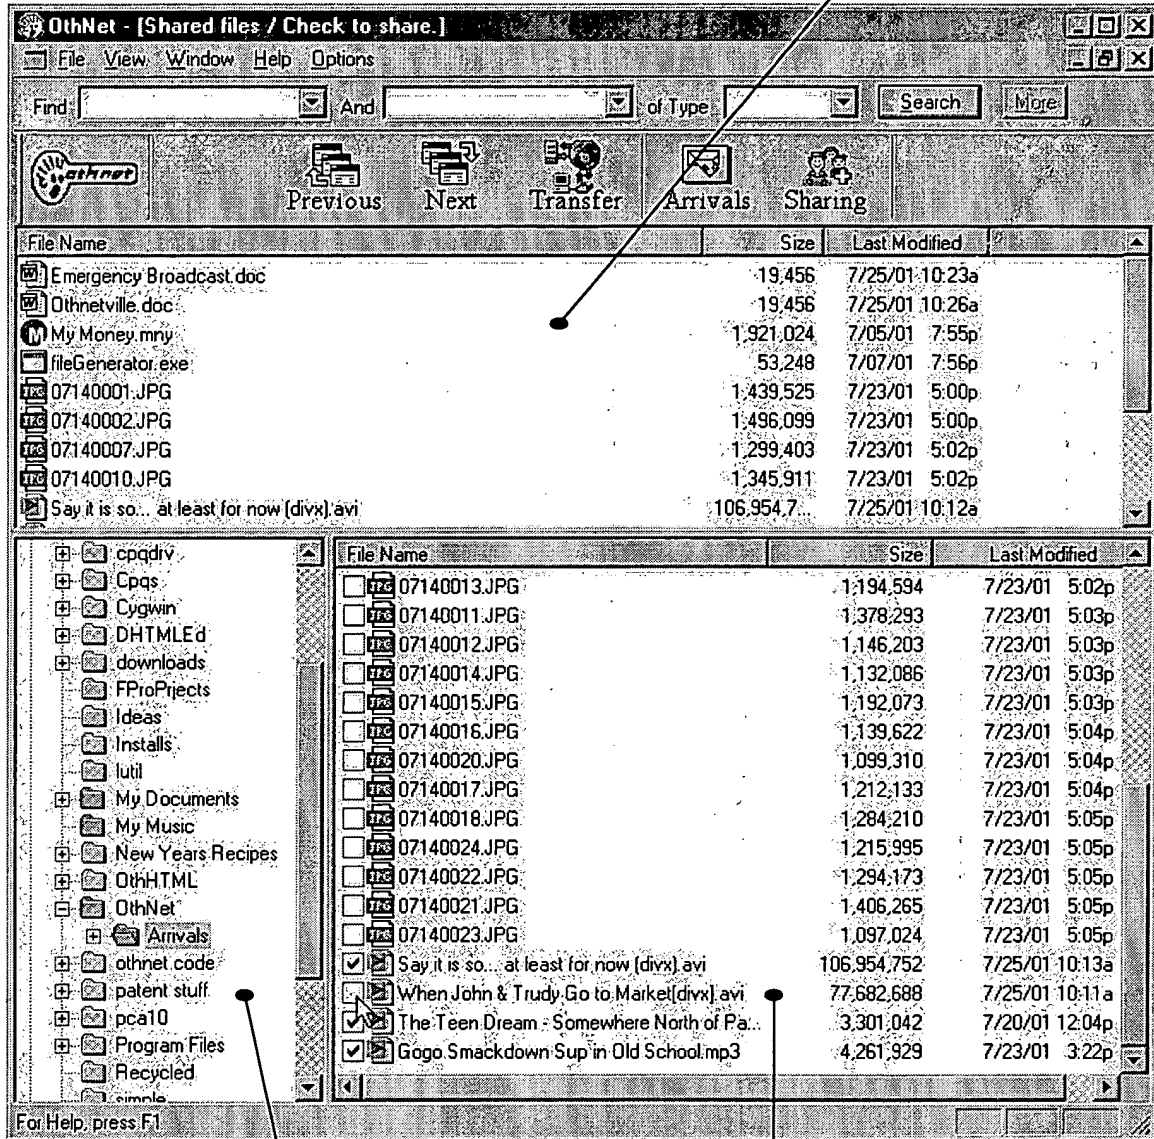 OthNet - [Shared files / Check to share.]
File View Window Help Options
Find And of Type Search More
othnet Previous Next Transfer Arrivals Sharing
File Name Size Last Modified
Emergency Broadcast.doc 19,456 7/25/01 10:23a
Othnetville.doc 19,456 7/25/01 10:26a
My Money.mny 1,921,024 7/05/01 7:55p
fileGenerator.exe 53,248 7/07/01 7:56p
07140001.JPG 1,439,525 7/23/01 5:00p
07140002.JPG 1,496,099 7/23/01 5:00p
07140007.JPG 1,299,403 7/23/01 5:02p
07140010.JPG 1,345,911 7/23/01 5:02p
Say it is so... at least for now (divx).avi 106,954,7... 7/25/01 10:12a
cpqdrv
Cpqs
Cygwin
DHTMLEd
downloads
FProPrjects
Ideas
Installs
lutil
My Documents
My Music
New Years Recipes
OthHTML
OthNet
Arrivals
othnet.code
patent stuff
pca10
Program Files
Recycled
simple
File Name Size Last Modified
07140013.JPG 1,194,594 7/23/01 5:02p
07140011.JPG 1,378,293 7/23/01 5:03p
07140012.JPG 1,146,203 7/23/01 5:03p
07140014.JPG 1,132,086 7/23/01 5:03p
07140015.JPG 1,192,073 7/23/01 5:03p
07140016.JPG 1,139,622 7/23/01 5:04p
07140020.JPG 1,099,310 7/23/01 5:04p
07140017.JPG 1,212,133 7/23/01 5:04p
07140018.JPG 1,284,210 7/23/01 5:05p
07140024.JPG 1,215,995 7/23/01 5:05p
07140022.JPG 1,294,173 7/23/01 5:05p
07140021.JPG 1,406,265 7/23/01 5:05p
07140023.JPG 1,097,024 7/23/01 5:05p
Say it is so... at least for now (divx).avi 106,954,752 7/25/01 10:13a
When John & Trudy Go to Market(divx).avi 77,682,688 7/25/01 10:11a
The Teen Dream - Somewhere North of Pa... 3,301,042 7/20/01 12:04p
Gogo Smackdown Sup in Old School.mp3 4,261,929 7/23/01 3:22p
For Help, press F1